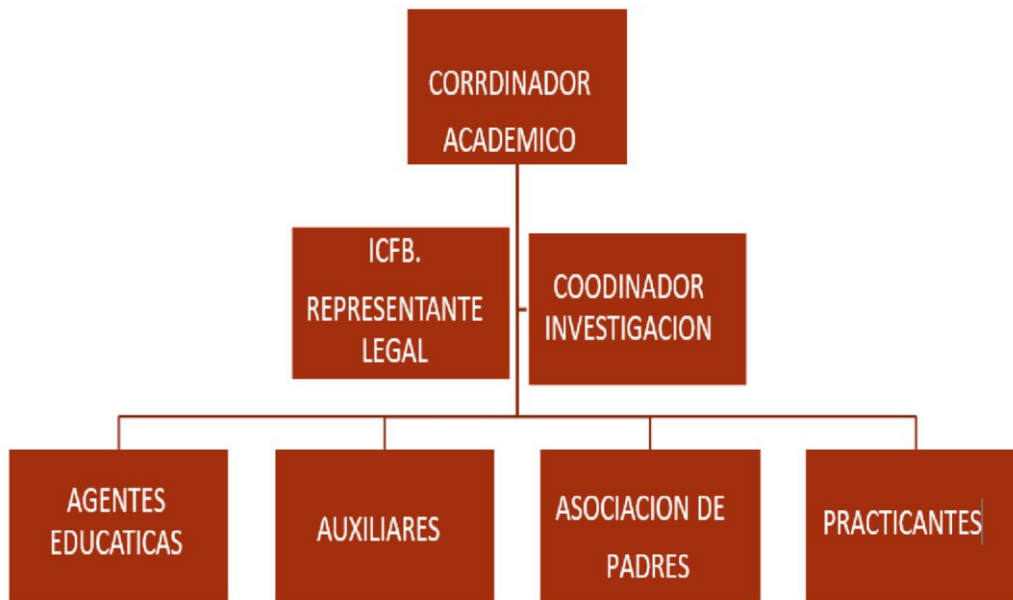 CORRDINADOR
ACADEMICO
ICFB.
REPRESENTANTE
LEGAL
COODINADOR
INVESTIGACION
AGENTES
EDUCATICAS
AUXILIARES
ASOCIACION DE
PADRES
PRACTICANTES